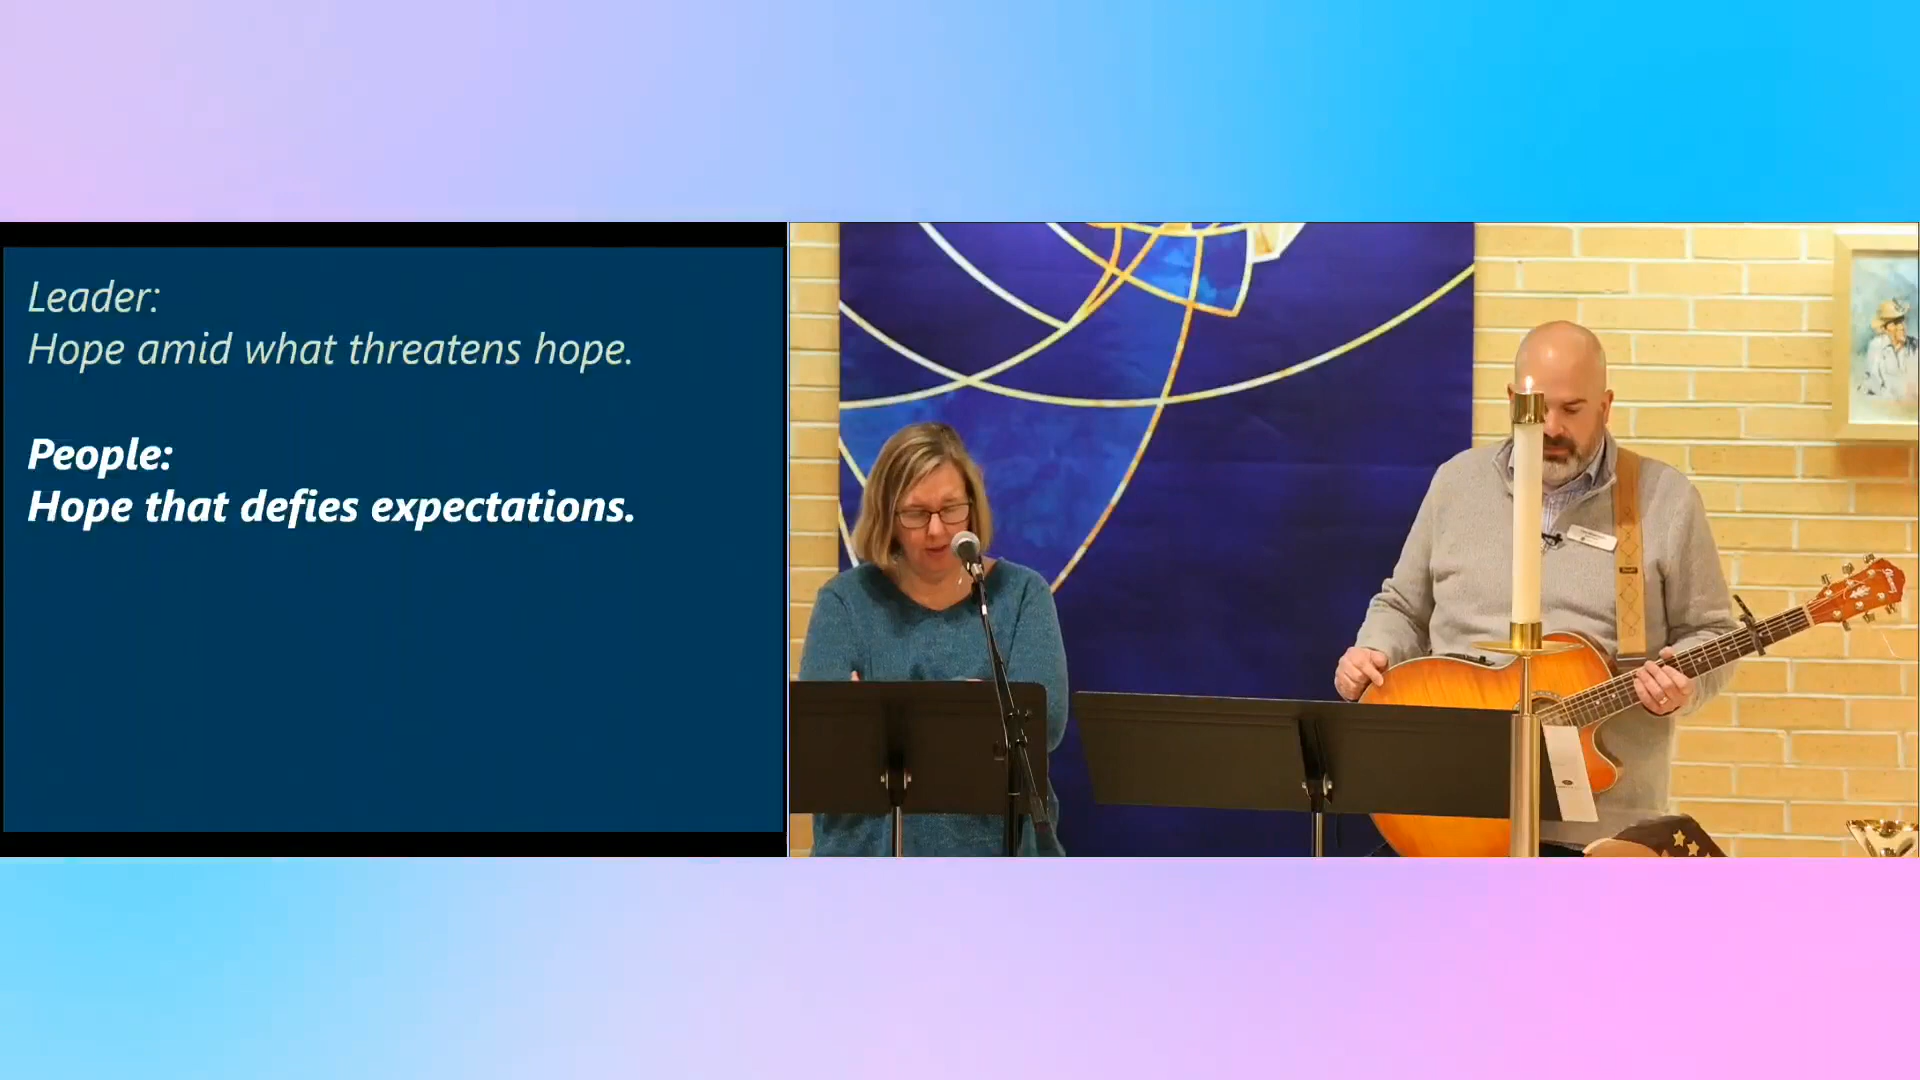 Leader:
Hope amid what threatens hope.
People:
Hope that defies expectations.